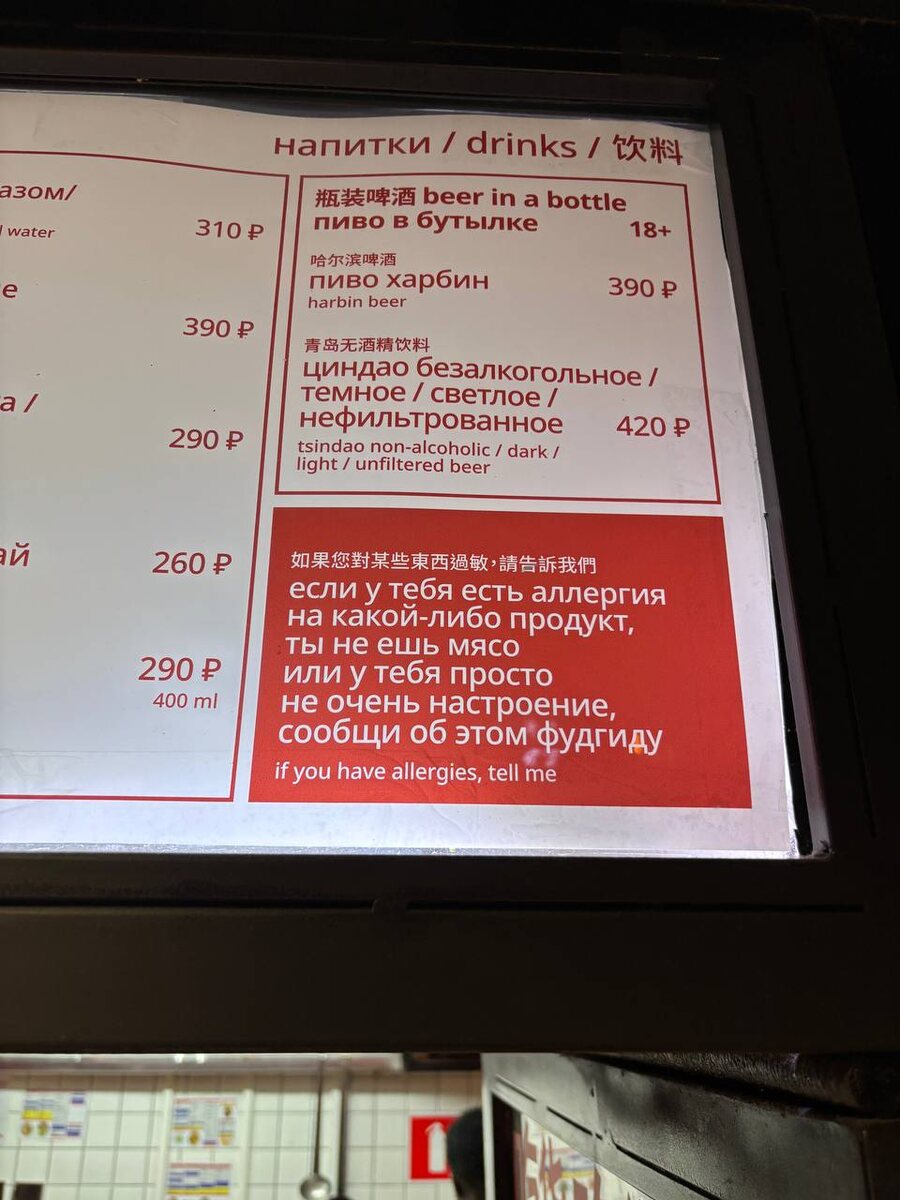 напитки / drinks / 饮料
азом/
water
310 ₽
е
390 ₽
а /
290 ₽
ай
260 ₽
290 ₽
400 ml
瓶装啤酒 beer in a bottle
пиво в бутылке
18+
哈尔滨啤酒
пиво харбин
390 ₽
harbin beer
青岛无酒精饮料
циндао безалкогольное /
темное / светлое /
нефильтрованное
420 ₽
tsindao non-alcoholic / dark /
light / unfiltered beer
如果您對某些東西過敏,請告訴我們
если у тебя есть аллергия
на какой-либо продукт,
ты не ешь мясо
или у тебя просто
не очень настроение,
сообщи об этом фудгиду
if you have allergies, tell me